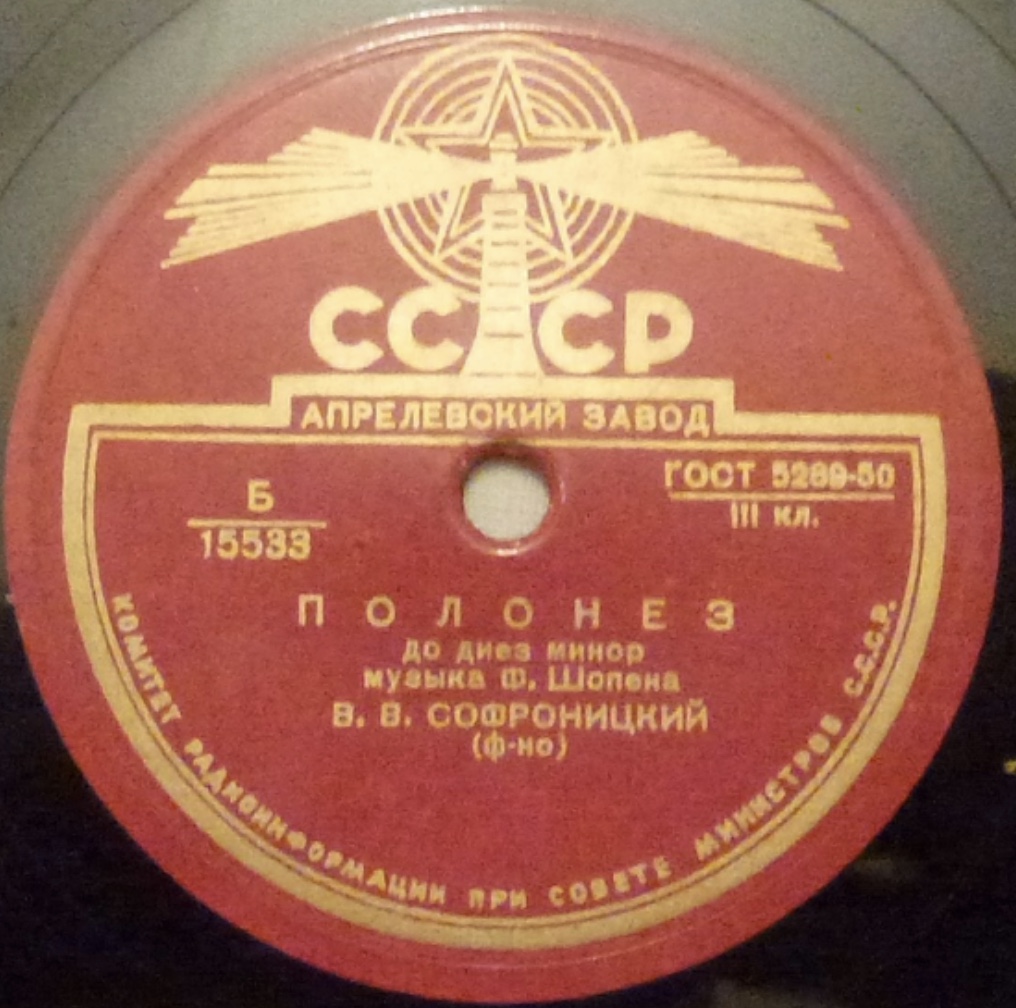 СССР
АПРЕЛЕВСКИЙ ЗАВОД
Б
15533
ГОСТ 5289-50
III кл.
ПОЛОНЕЗ
до диез минор
музыка Ф. Шопена
В. В. СОФРОНИЦКИЙ
(ф-но)
КОМИТЕТ РАДИОИНФОРМАЦИИ ПРИ СОВЕТЕ МИНИСТРОВ С.С.С.Р.